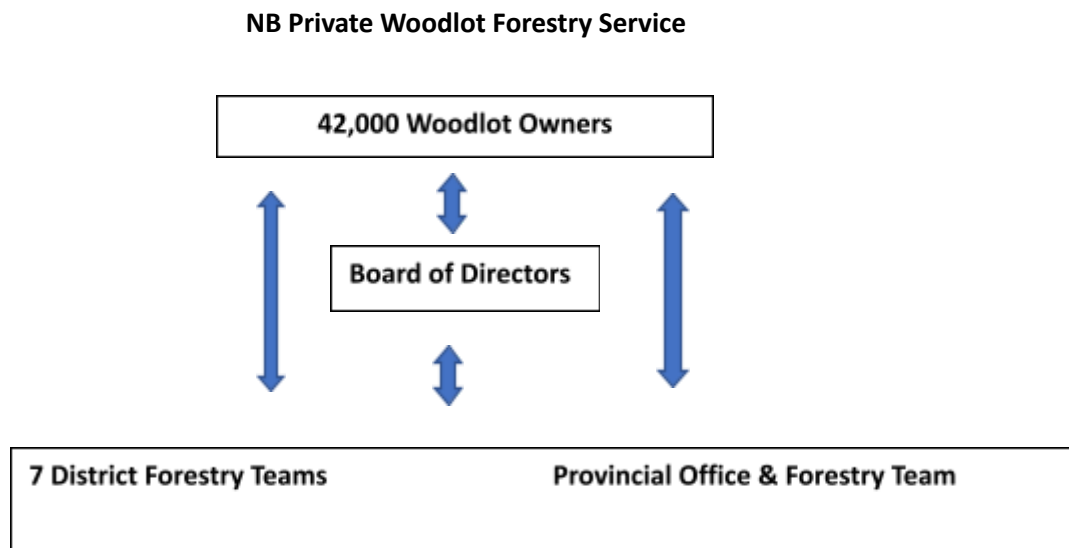 NB Private Woodlot Forestry Service
42,000 Woodlot Owners
Board of Directors
7 District Forestry Teams
Provincial Office & Forestry Team